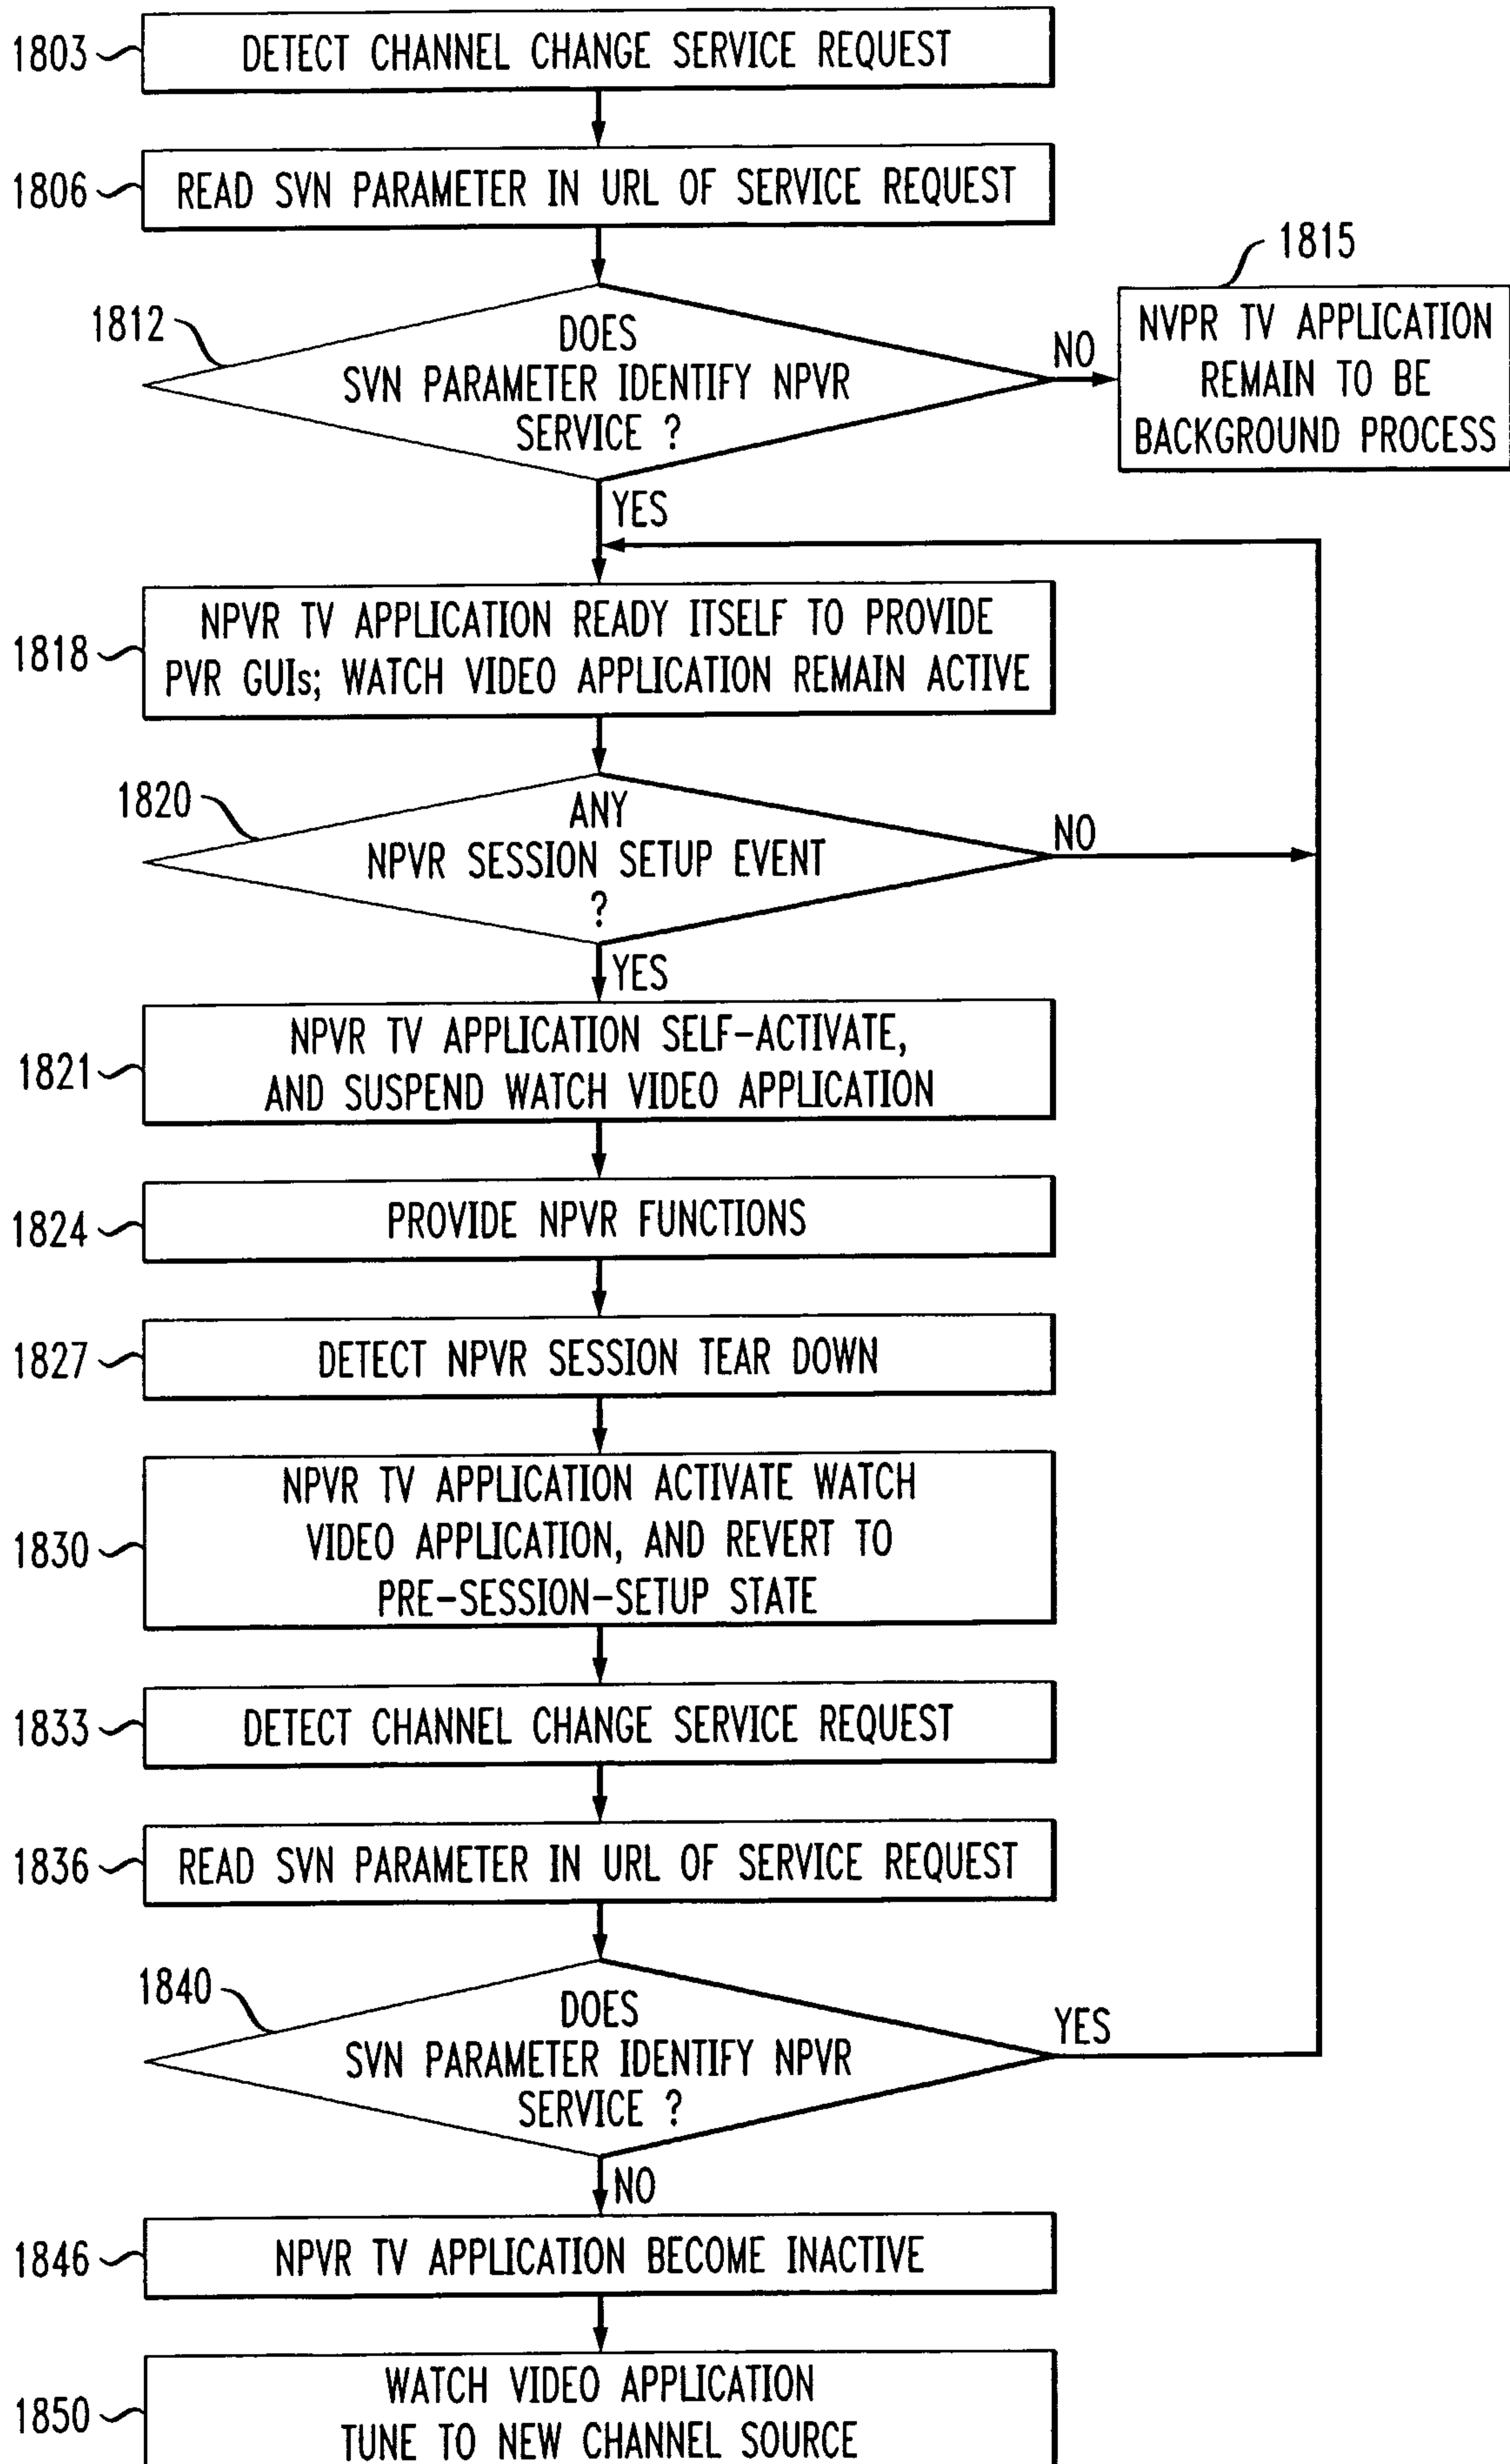 1803
DETECT CHANNEL CHANGE SERVICE REQUEST
1806
READ SVN PARAMETER IN URL OF SERVICE REQUEST
1812
DOES
SVN PARAMETER IDENTIFY NPVR
SERVICE ?
NO
1815
NVPR TV APPLICATION
REMAIN TO BE
BACKGROUND PROCESS
YES
1818
NPVR TV APPLICATION READY ITSELF TO PROVIDE
PVR GUIs; WATCH VIDEO APPLICATION REMAIN ACTIVE
1820
ANY
NPVR SESSION SETUP EVENT
?
NO
YES
1821
NPVR TV APPLICATION SELF-ACTIVATE,
AND SUSPEND WATCH VIDEO APPLICATION
1824
PROVIDE NPVR FUNCTIONS
1827
DETECT NPVR SESSION TEAR DOWN
1830
NPVR TV APPLICATION ACTIVATE WATCH
VIDEO APPLICATION, AND REVERT TO
PRE-SESSION-SETUP STATE
1833
DETECT CHANNEL CHANGE SERVICE REQUEST
1836
READ SVN PARAMETER IN URL OF SERVICE REQUEST
1840
DOES
SVN PARAMETER IDENTIFY NPVR
SERVICE ?
YES
NO
1846
NPVR TV APPLICATION BECOME INACTIVE
1850
WATCH VIDEO APPLICATION
TUNE TO NEW CHANNEL SOURCE